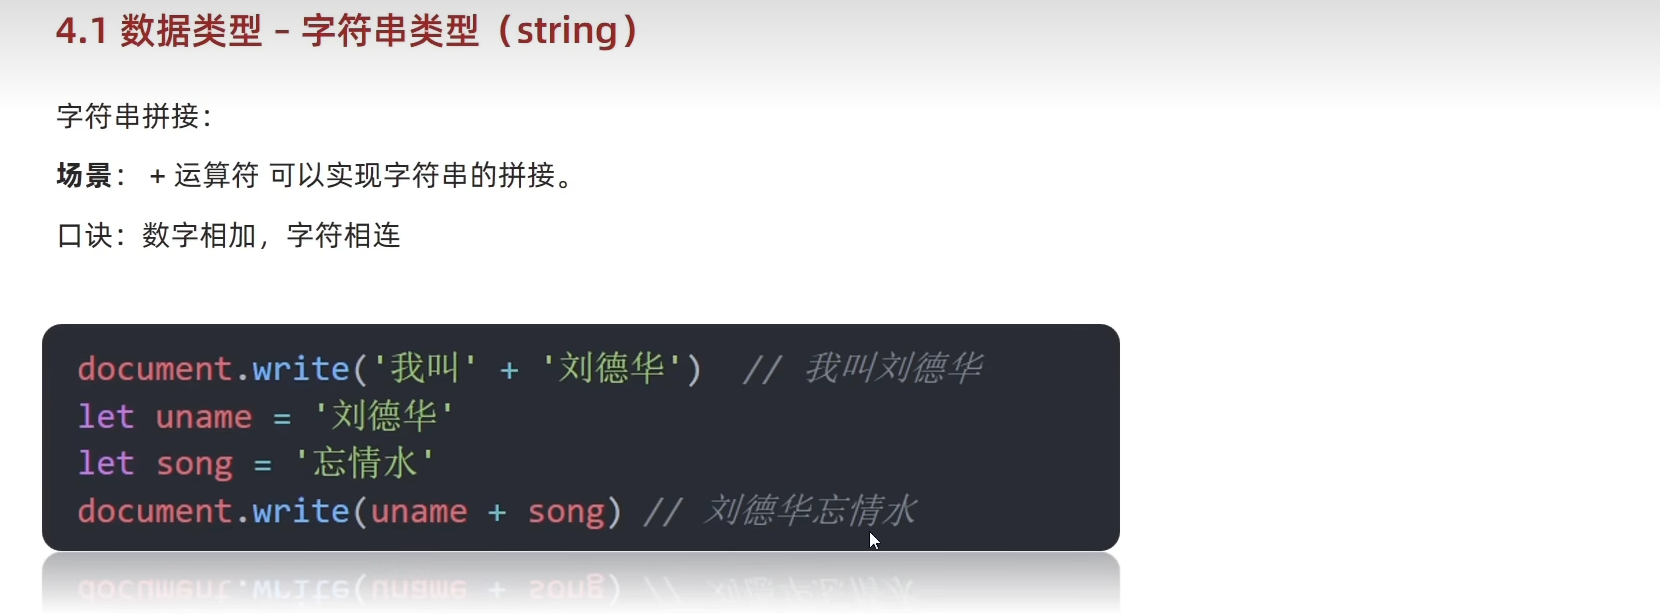 4.1 数据类型 – 字符串类型（string）
字符串拼接：
场景： + 运算符 可以实现字符串的拼接。
口诀：数字相加，字符相连
document.write('我叫' + '刘德华')  // 我叫刘德华
let uname = '刘德华'
let song = '忘情水'
document.write(uname + song) // 刘德华忘情水